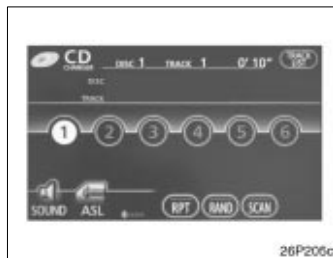 CD DISC 1 TRACK 1 0' 10" TRACK LIST
CHANGER
DISC
TRACK
1 2 3 4 5 6
SOUND ASL RPT RAND SCAN
26P205c